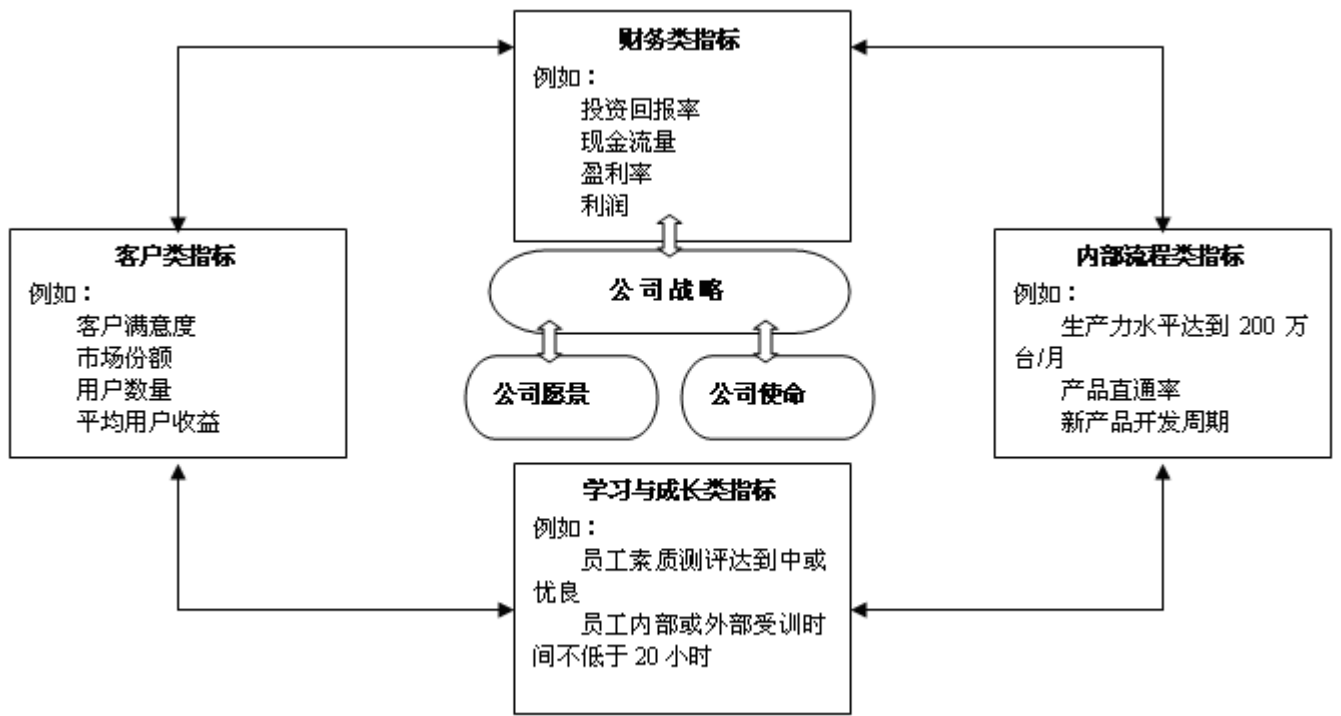 财务类指标
例如：
投资回报率
现金流量
盈利率
利润
客户类指标
例如：
客户满意度
市场份额
用户数量
平均用户收益
公司战略
公司愿景
公司使命
内部流程类指标
例如：
生产力水平达到 200 万
台/月
产品直通率
新产品开发周期
学习与成长类指标
例如：
员工素质测评达到中或
优良
员工内部或外部受训时
间不低于 20 小时